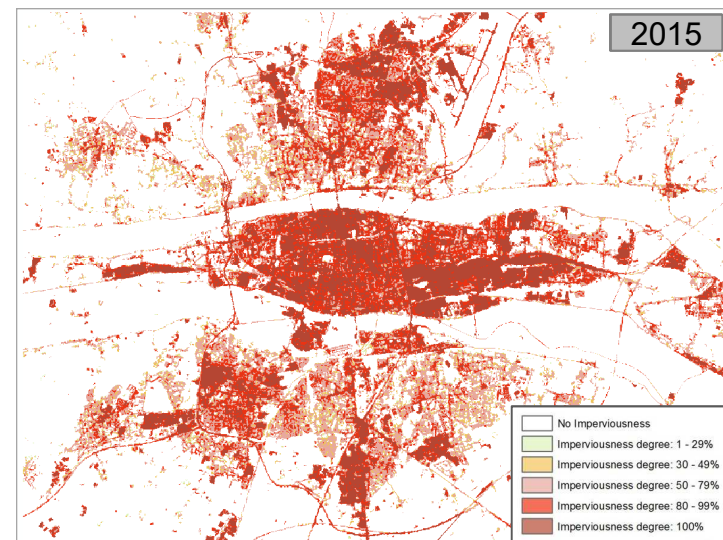 2015
No Imperviousness
Imperviousness degree: 1 - 29%
Imperviousness degree: 30 - 49%
Imperviousness degree: 50 - 79%
Imperviousness degree: 80 - 99%
Imperviousness degree: 100%